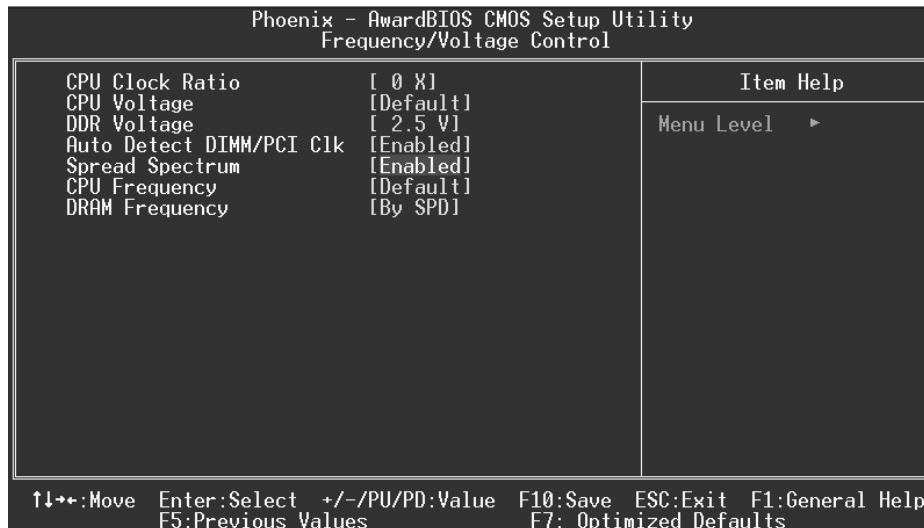 Phoenix - AwardBIOS CMOS Setup Utility
Frequency/Voltage Control
CPU Clock Ratio [ 0 X]
CPU Voltage [Default]
DDR Voltage [ 2.5 V]
Auto Detect DIMM/PCI Clk [Enabled]
Spread Spectrum [Enabled]
CPU Frequency [Default]
DRAM Frequency [By SPD]
Item Help
Menu Level ►
↑↓→←:Move Enter:Select +/-/PU/PD:Value F10:Save ESC:Exit F1:General Help
F5:Previous Values F7: Optimized Defaults